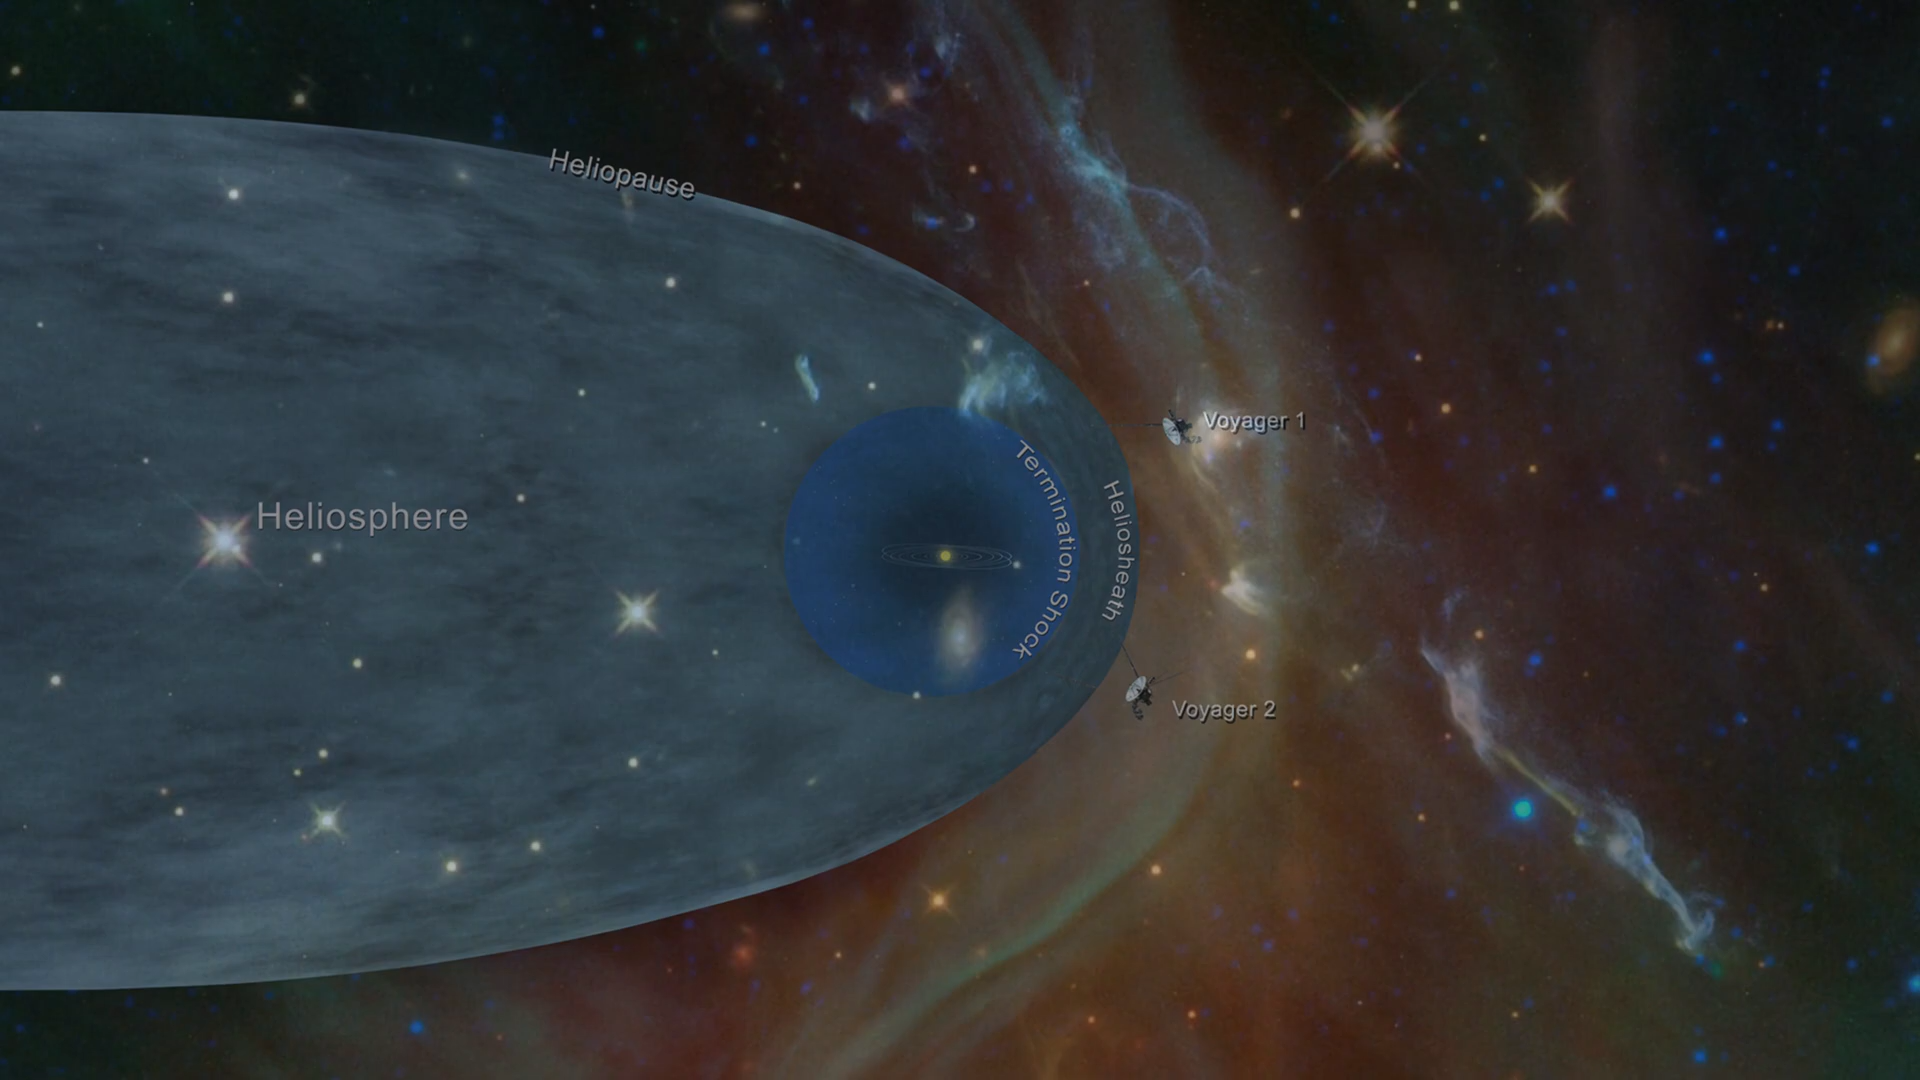 Heliopause
Voyager 1
Termination Shock
Heliosheath
Heliosphere
Voyager 2